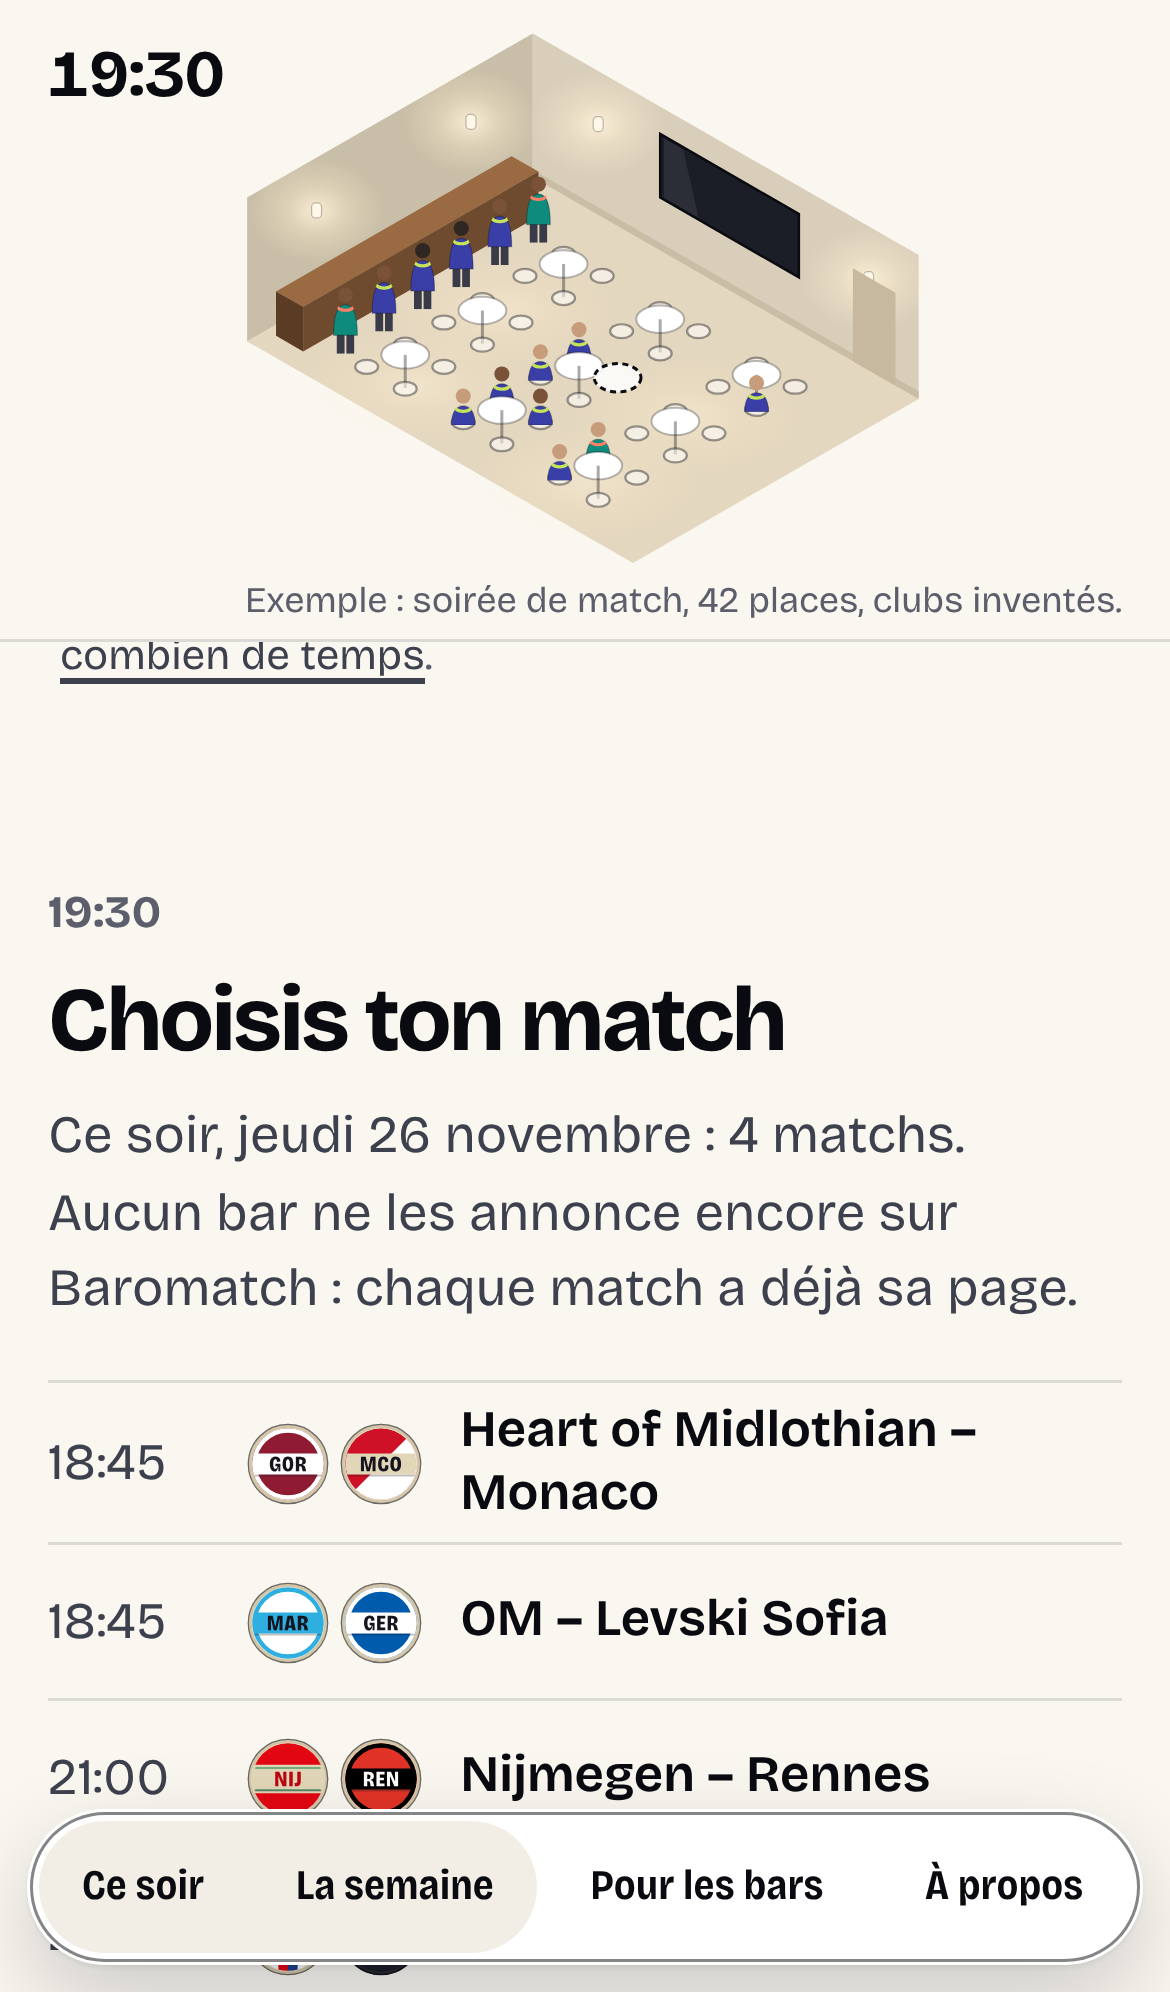 19:30
Exemple : soirée de match, 42 places, clubs inventés.
combien de temps.
19:30
Choisis ton match
Ce soir, jeudi 26 novembre : 4 matchs.
Aucun bar ne les annonce encore sur
Baromatch : chaque match a déjà sa page.
18:45 GOR MCO Heart of Midlothian –
Monaco
18:45 MAR GER OM – Levski Sofia
21:00 NIJ REN Nijmegen – Rennes
Ce soir La semaine Pour les bars À propos